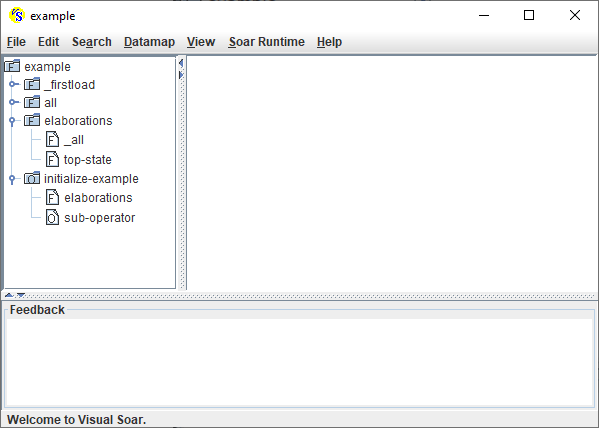 example
File Edit Search Datamap View Soar Runtime Help
example
_firstload
all
elaborations
_all
top-state
initialize-example
elaborations
sub-operator
Feedback
Welcome to Visual Soar.